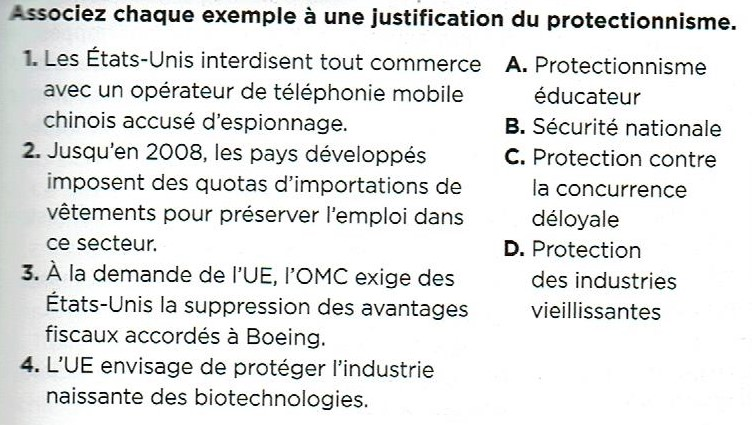 Associez chaque exemple à une justification du protectionnisme.
1. Les États-Unis interdisent tout commerce
avec un opérateur de téléphonie mobile
chinois accusé d'espionnage.
2. Jusqu'en 2008, les pays développés
imposent des quotas d'importations de
vêtements pour préserver l'emploi dans
ce secteur.
3. À la demande de l'UE, l'OMC exige des
États-Unis la suppression des avantages
fiscaux accordés à Boeing.
4. L'UE envisage de protéger l'industrie
naissante des biotechnologies.
A. Protectionnisme
éducateur
B. Sécurité nationale
C. Protection contre
la concurrence
déloyale
D. Protection
des industries
vieillissantes